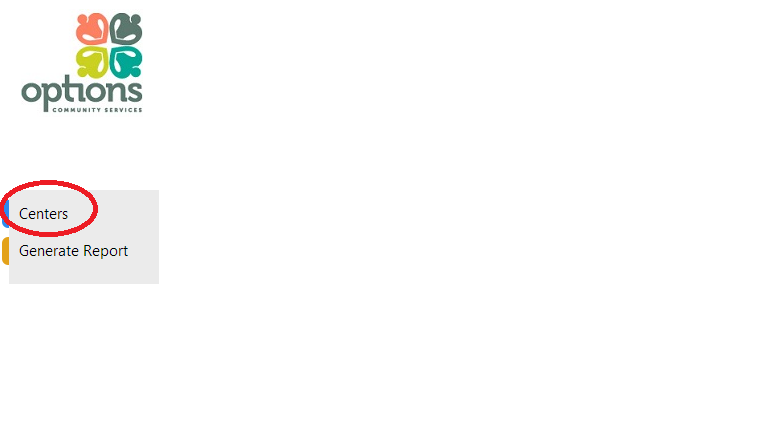 options
COMMUNITY SERVICES
Centers
Generate Report